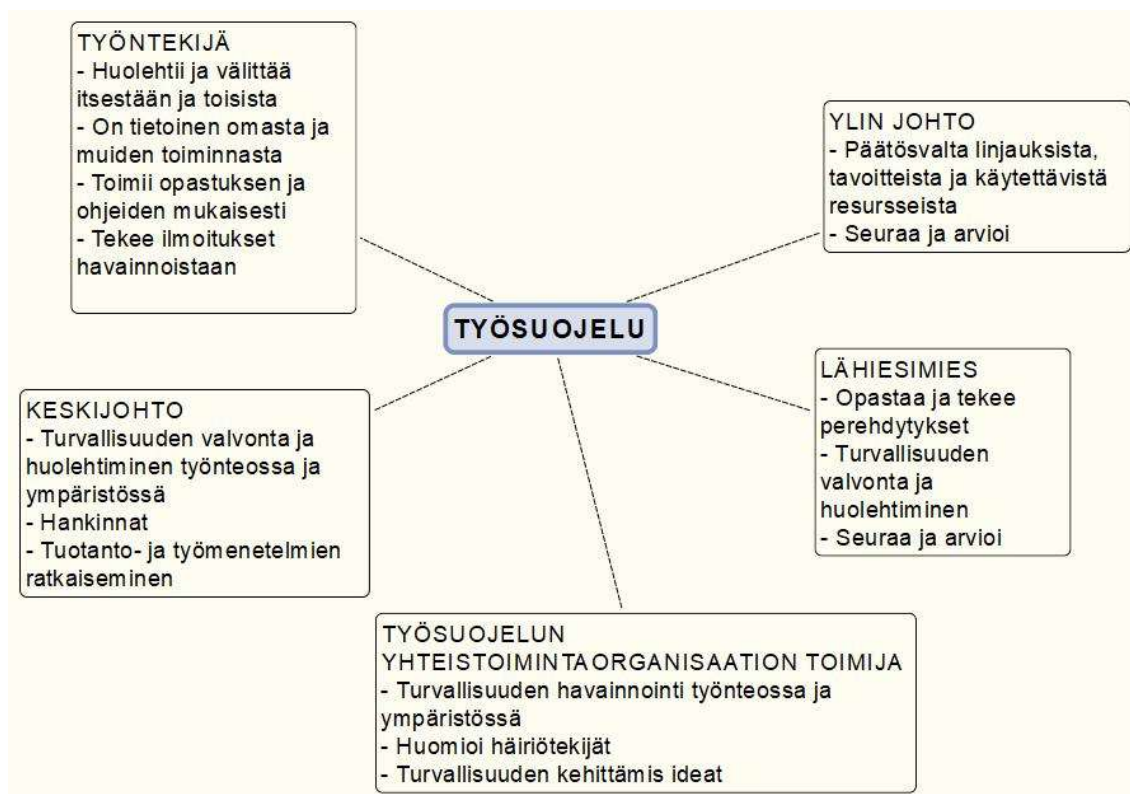 TYÖNTEKIJÄ
- Huolehtii ja välittää
itsestään ja toisista
- On tietoinen omasta ja
muiden toiminnasta
- Toimii opastuksen ja
ohjeiden mukaisesti
- Tekee ilmoitukset
havainnoistaan
YLIN JOHTO
- Päätösvalta linjauksista,
tavoitteista ja käytettävistä
resursseista
- Seuraa ja arvioi
TYÖSUOJELU
KESKIJOHTO
- Turvallisuuden valvonta ja
huolehtiminen työnteossa ja
ympäristössä
- Hankinnat
- Tuotanto- ja työmenetelmien
ratkaiseminen
LÄHIESIMIES
- Opastaa ja tekee
perehdytykset
- Turvallisuuden
valvonta ja
huolehtiminen
- Seuraa ja arvioi
TYÖSUOJELUN
YHTEISTOIMINTAORGANISAATION TOIMIJA
- Turvallisuuden havainnointi työnteossa ja
ympäristössä
- Huomioi häiriötekijät
- Turvallisuuden kehittämis ideat